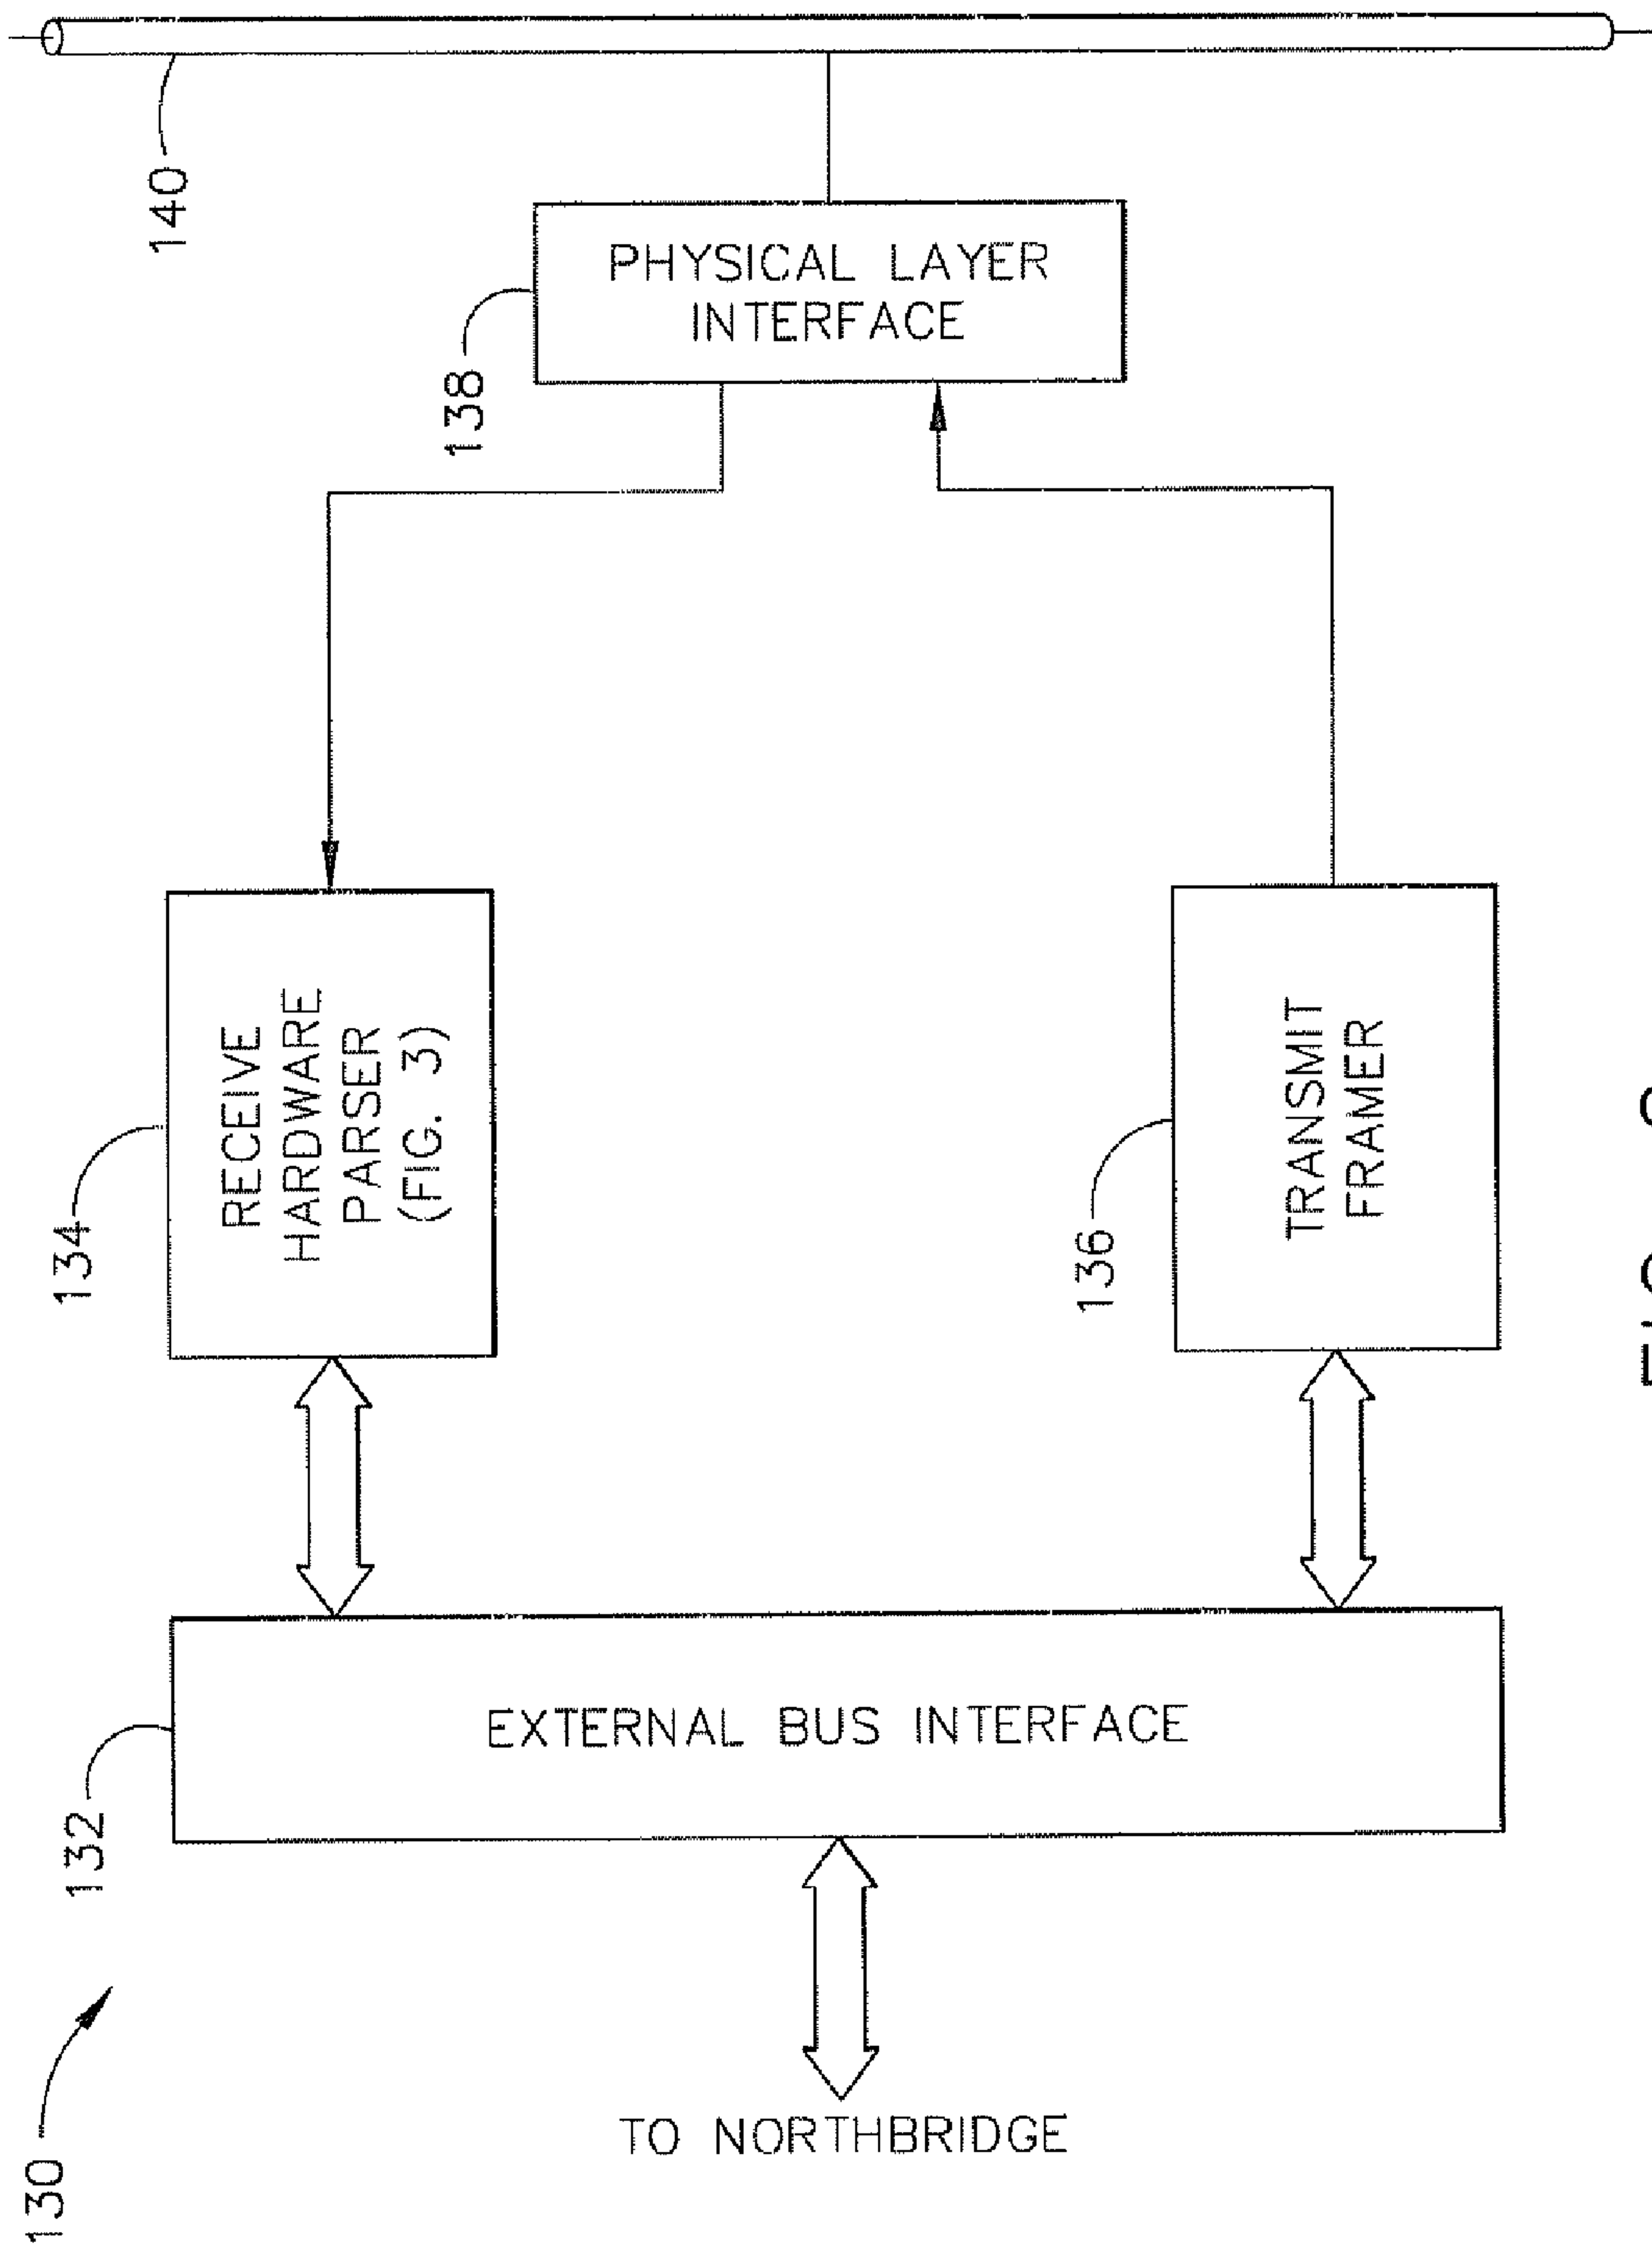 140
138
PHYSICAL LAYER
INTERFACE
134
RECEIVE
HARDWARE
PARSER
(FIG. 3)
136
TRANSMIT
FRAMER
132
EXTERNAL BUS INTERFACE
130
TO NORTHBRIDGE